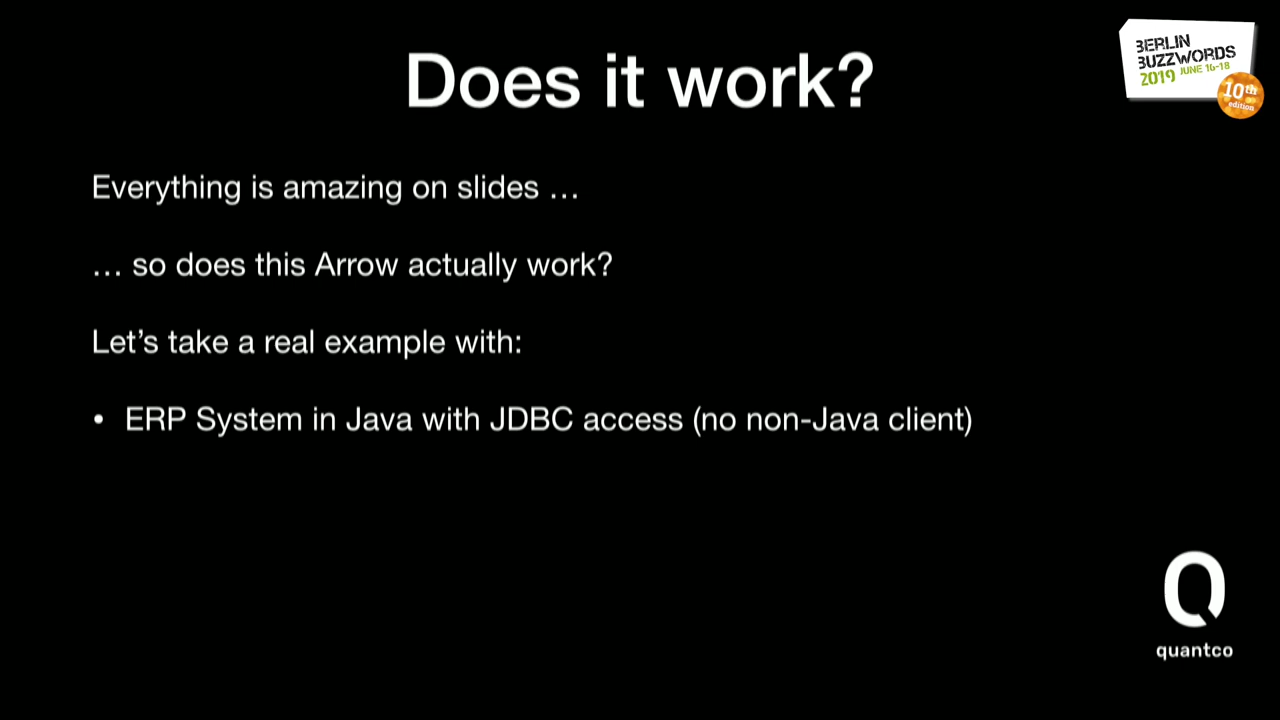 Does it work?
BERLIN
BUZZWORDS
2019 JUNE 16-18
10th
edition
Everything is amazing on slides …
… so does this Arrow actually work?
Let’s take a real example with:
• ERP System in Java with JDBC access (no non-Java client)
Q
quantco